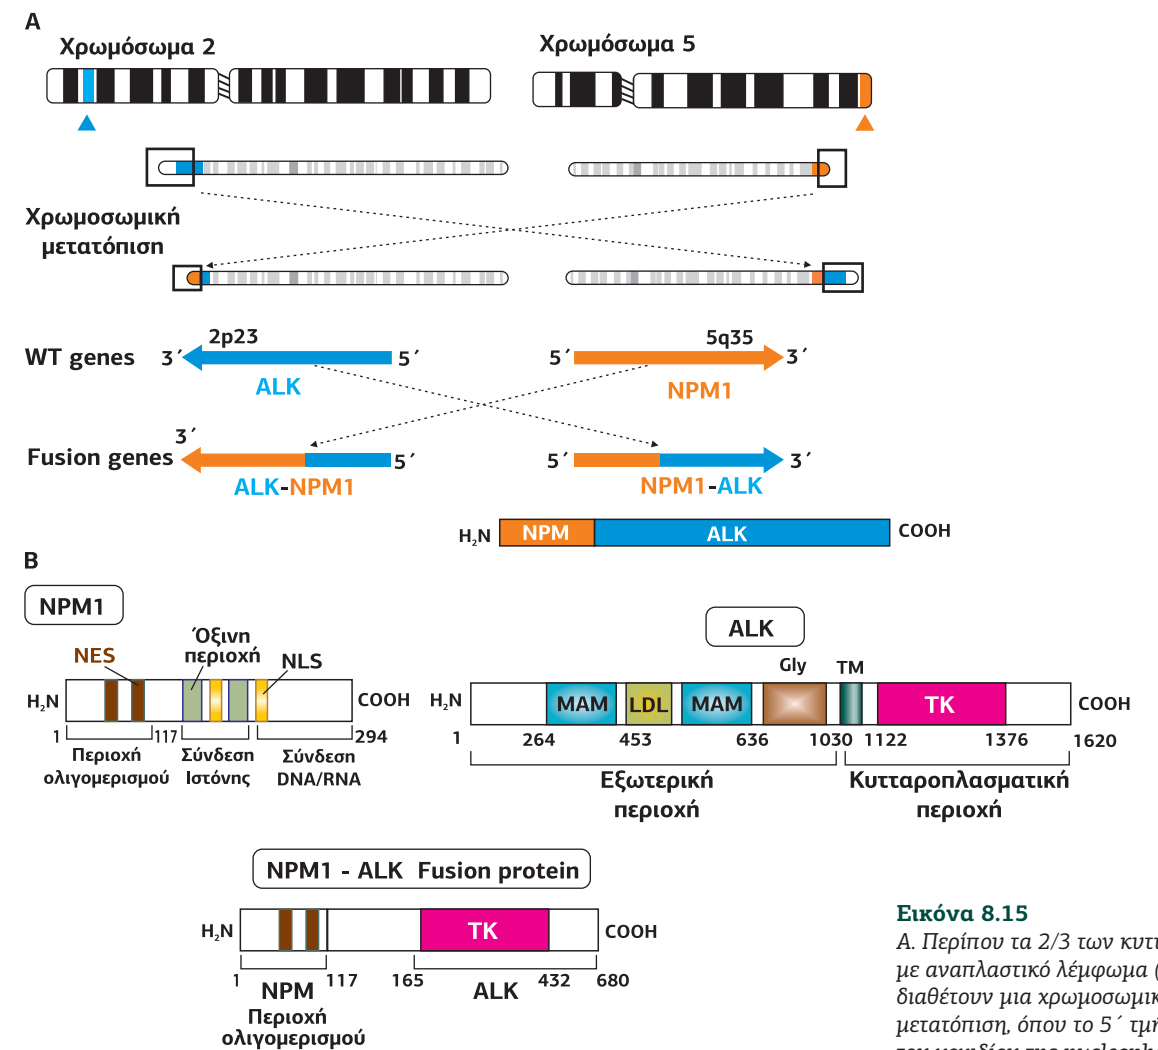 A
Χρωμόσωμα 2
Χρωμόσωμα 5
Χρωμοσωμική
μετατόπιση
2p23
5q35
WT genes 3´ 5´ 5´ 3´
ALK
NPM1
3´
Fusion genes 5´ 5´ 3´
ALK-NPM1
NPM1-ALK
H₂N NPM ALK COOH
B
NPM1
ALK
Όξινη
περιοχή
NES
NLS
Gly
TM
H₂N COOH
H₂N MAM LDL MAM TK COOH
1 117 294
1 264 453 636 1030 1122 1376 1620
Περιοχή
ολιγομερισμού
Σύνδεση
Ιστόνης
Σύνδεση
DNA/RNA
Εξωτερική
περιοχή
Κυτταροπλασματική
περιοχή
NPM1 - ALK Fusion protein
H₂N TK COOH
1 117 165 432 680
NPM
Περιοχή
ολιγομερισμού
ALK
Εικόνα 8.15
Α. Περίπου τα 2/3 των
με αναπλαστικό λέμφωμα (
διαθέτουν μια
μετατόπιση, όπου το 5´